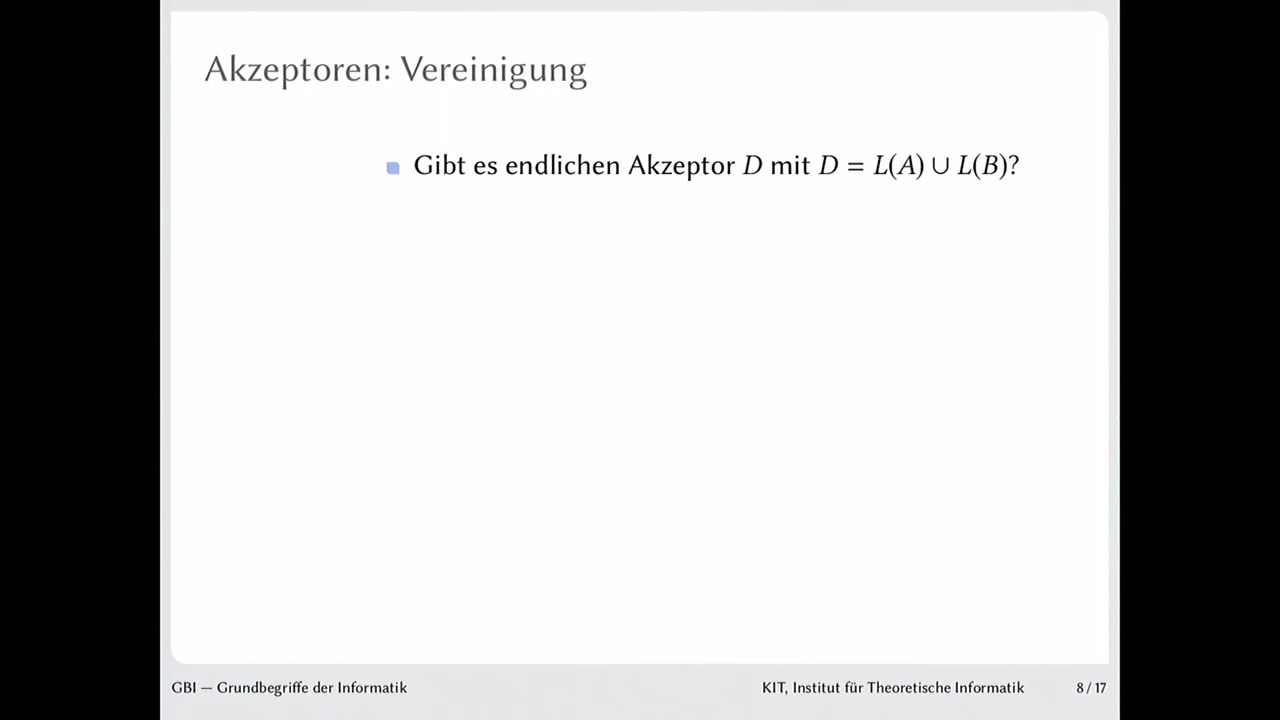 Akzeptoren: Vereinigung
Gibt es endlichen Akzeptor D mit D = L(A) ∪ L(B)?
GBI — Grundbegriffe der Informatik
KIT, Institut für Theoretische Informatik
8 / 17